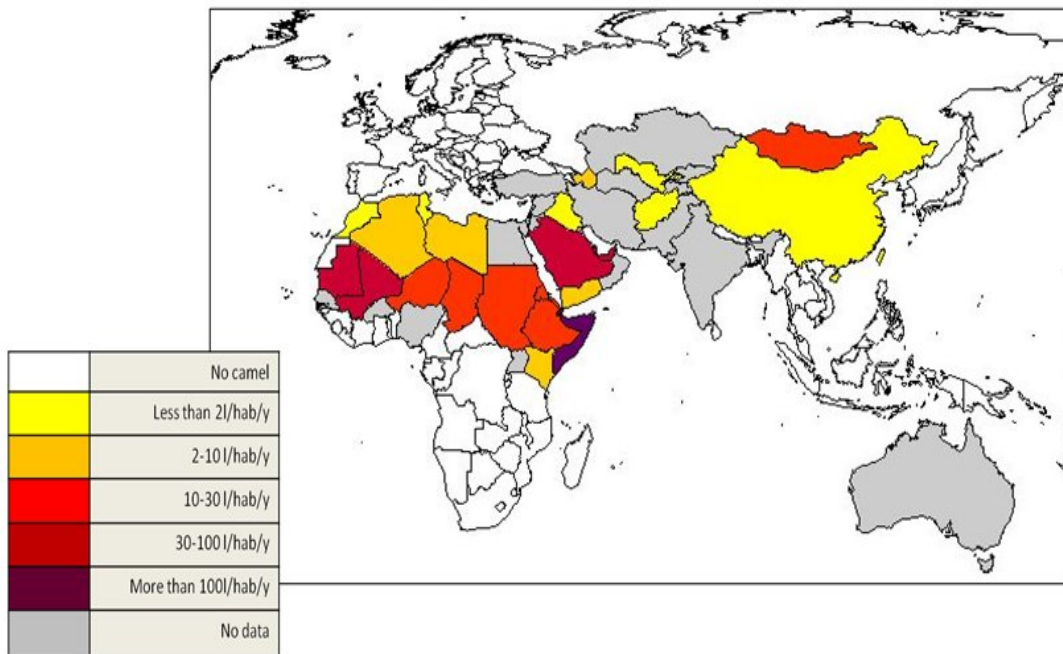 No camel
Less than 2l/hab/y
2-10 l/hab/y
10-30 l/hab/y
30-100 l/hab/y
More than 100l/hab/y
No data